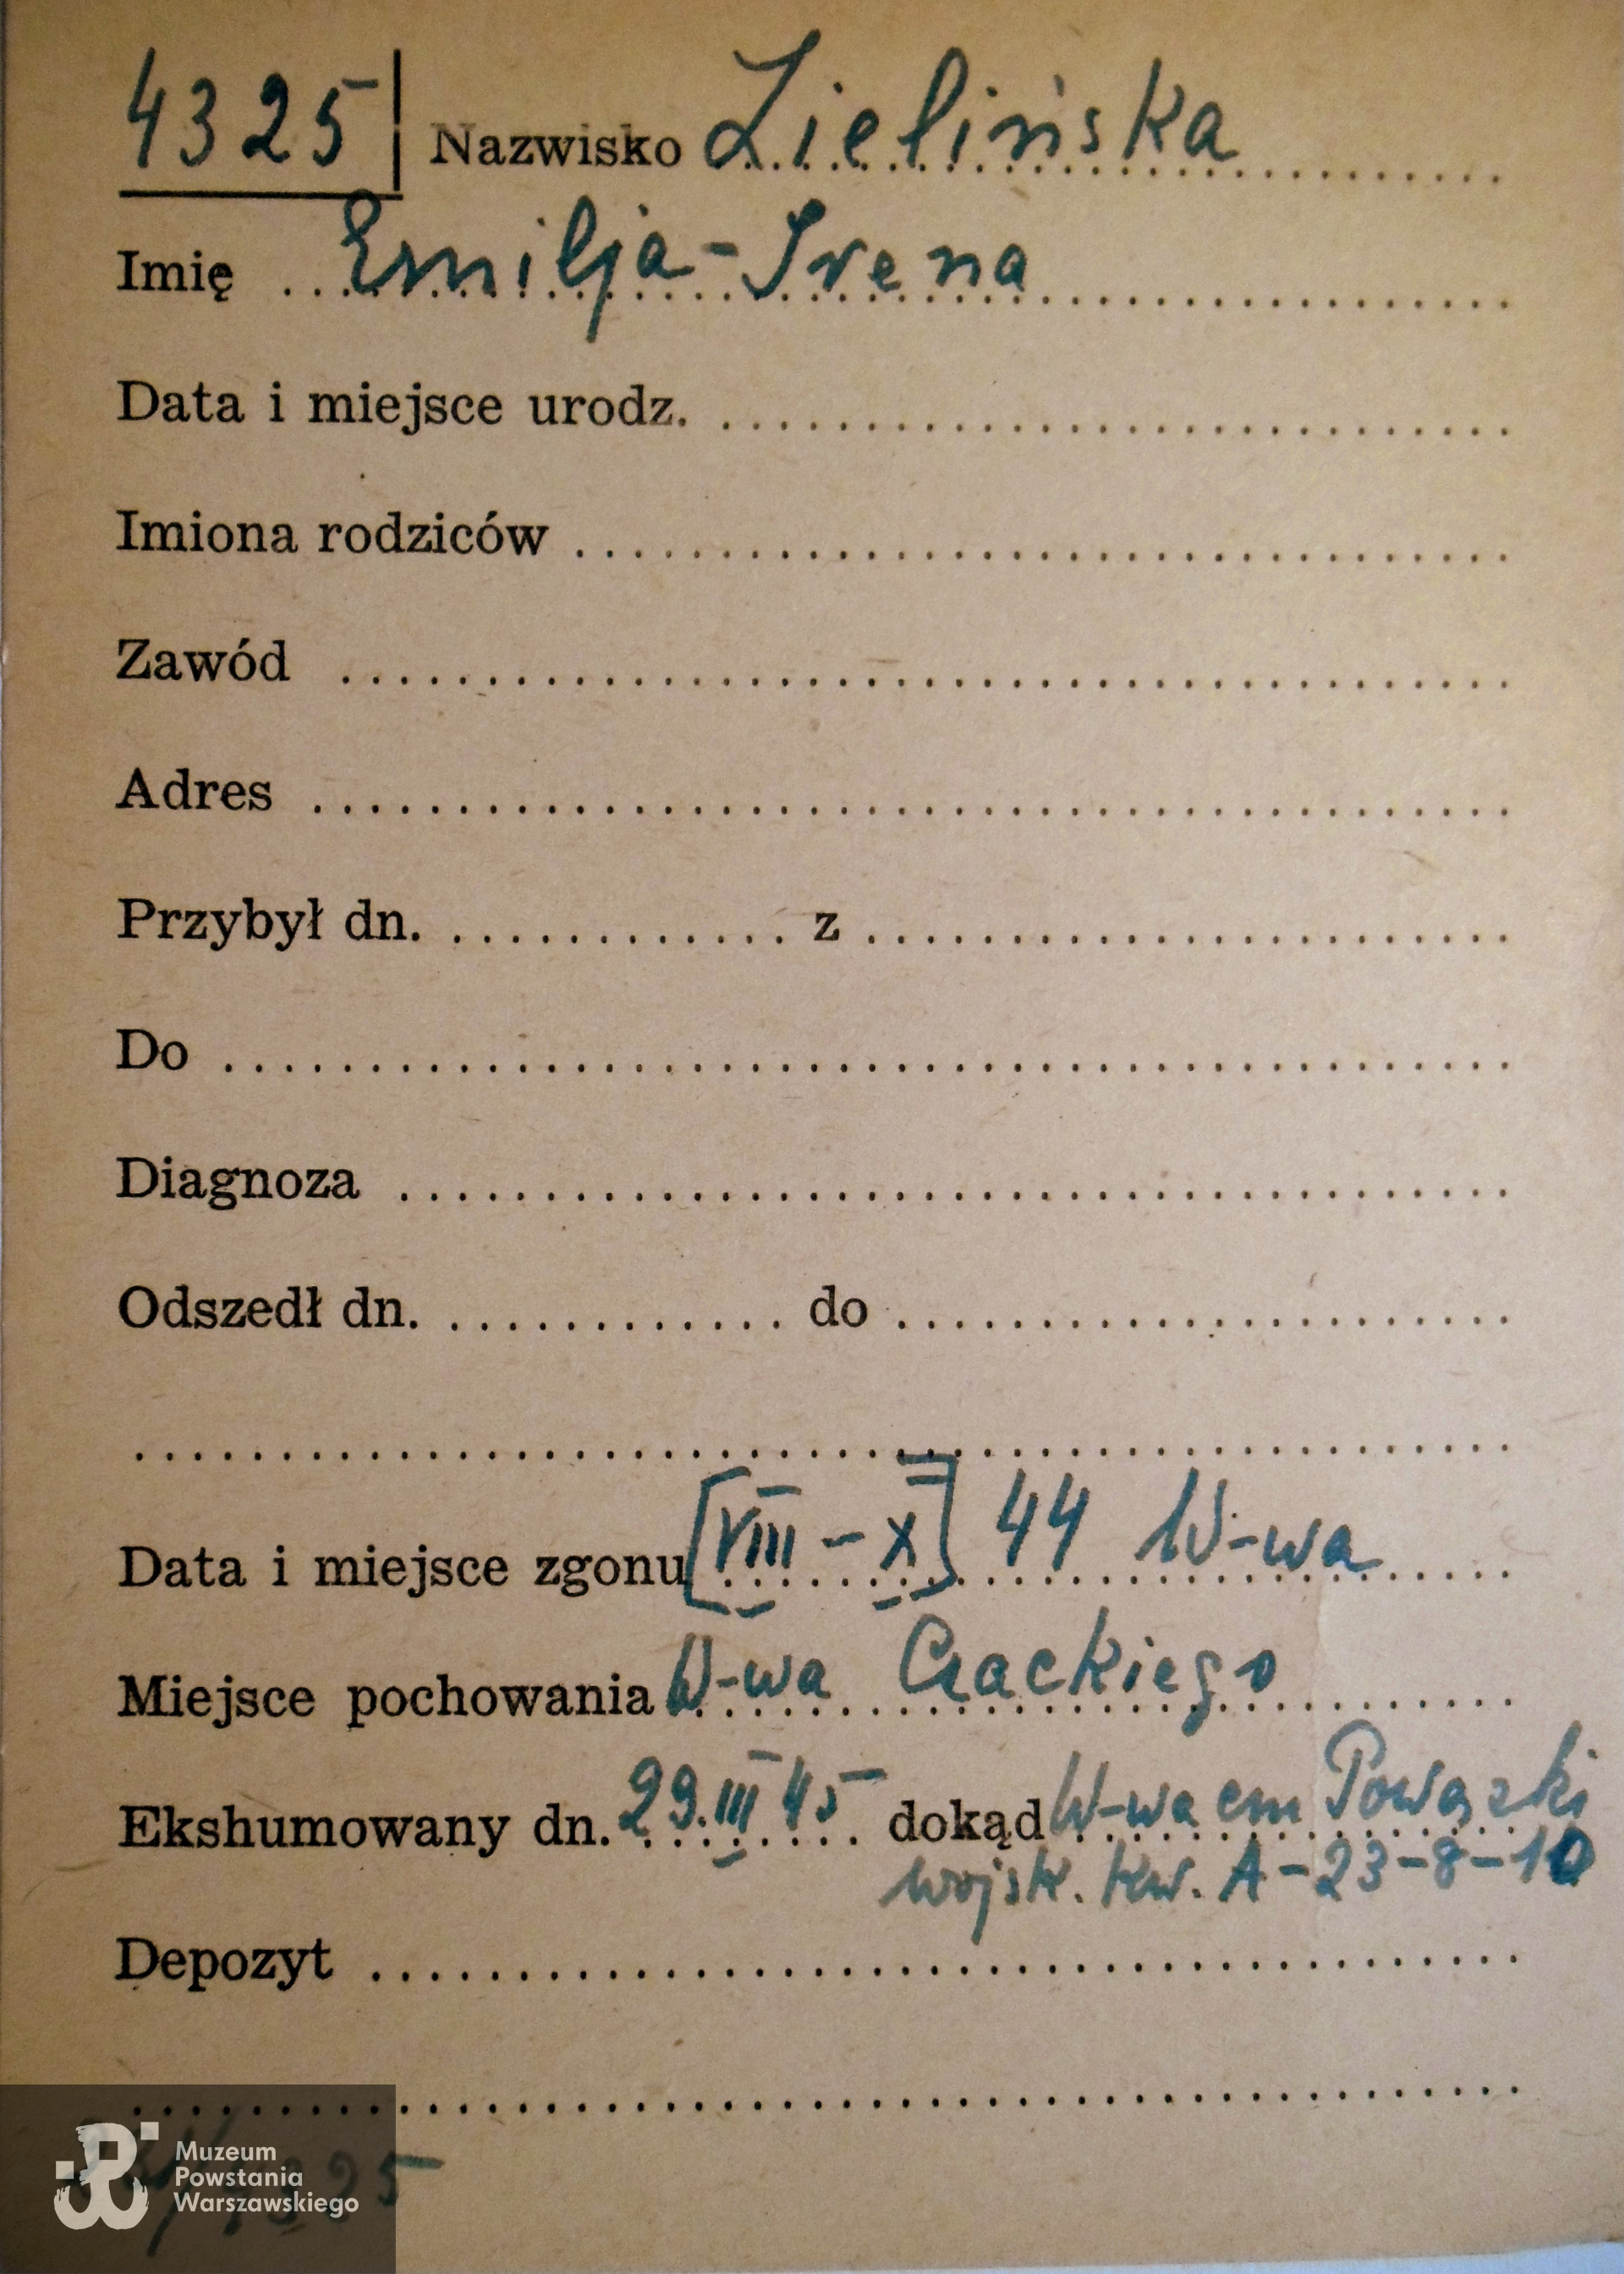 4325 Nazwisko Zielińska
Imię Emilja-Irena
Data i miejsce urodz.
Imiona rodziców
Zawód
Adres
Przybył dn. z
Do
Diagnoza
Odszedł dn. do
Data i miejsce zgonu [VIII - X] 44 W-wa
Miejsce pochowania W-wa Czackiego
Ekshumowany dn. 29.III 45 dokąd W-wa cm Powązki
wojsk. kw. A-23-8-10
Depozyt
Muzeum
Powstania
Warszawskiego